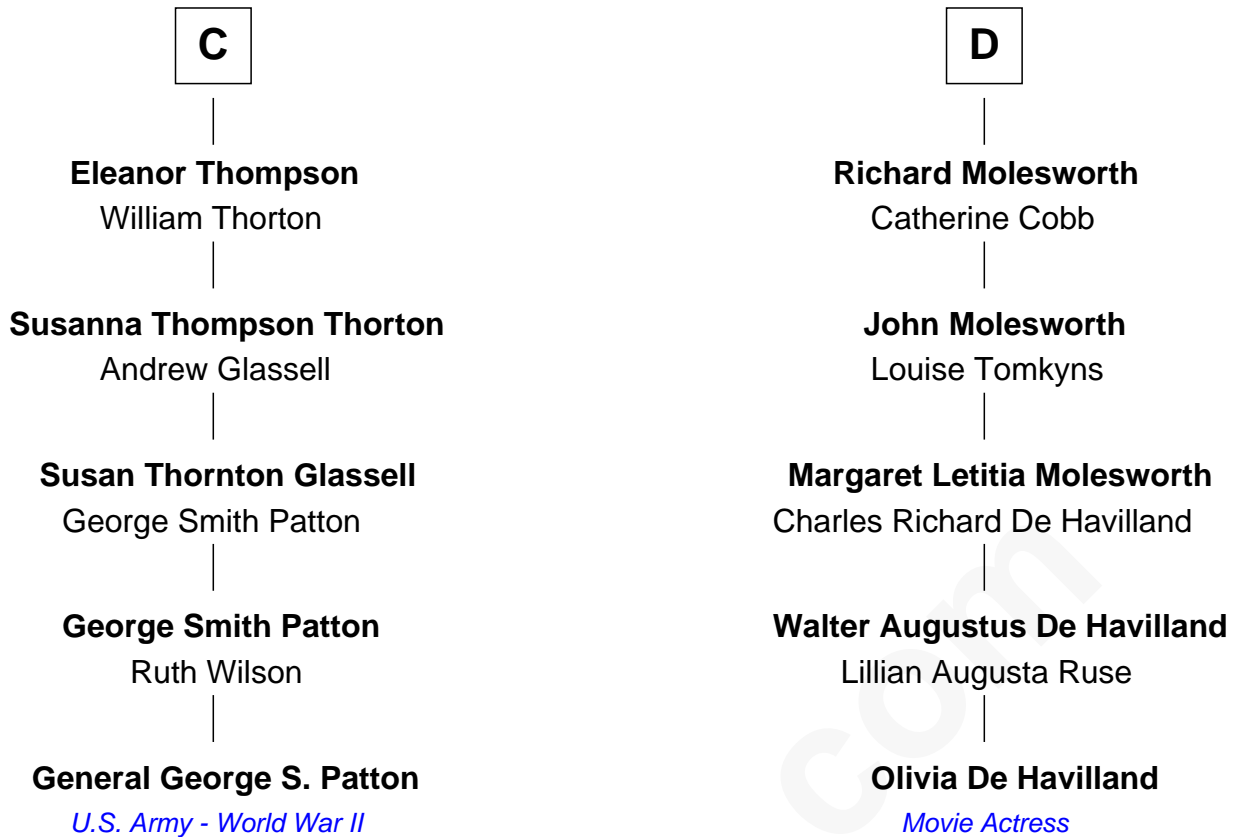 C
Eleanor Thompson
William Thorton
Susanna Thompson Thorton
Andrew Glassell
Susan Thornton Glassell
George Smith Patton
George Smith Patton
Ruth Wilson
General George S. Patton
U.S. Army - World War II
D
Richard Molesworth
Catherine Cobb
John Molesworth
Louise Tomkyns
Margaret Letitia Molesworth
Charles Richard De Havilland
Walter Augustus De Havilland
Lillian Augusta Ruse
Olivia De Havilland
Movie Actress
com